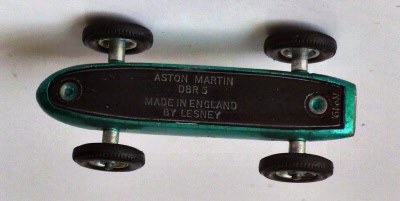 ASTON MARTIN
DBR 5
MADE IN ENGLAND
BY LESNEY